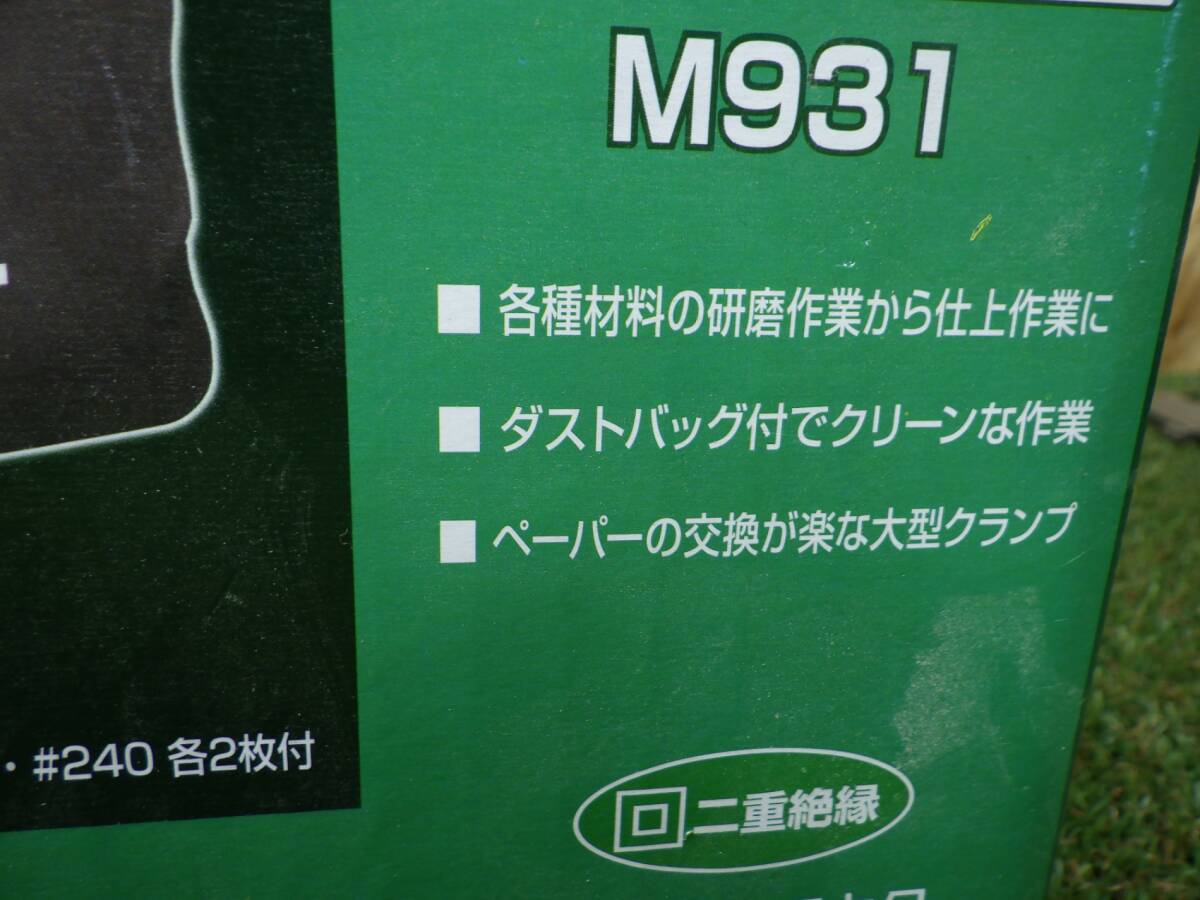 M931
■ 各種材料の研磨作業から仕上作業に
■ ダストバッグ付でクリーンな作業
■ ペーパーの交換が楽な大型クランプ
・#240 各2枚付
回 二重絶縁